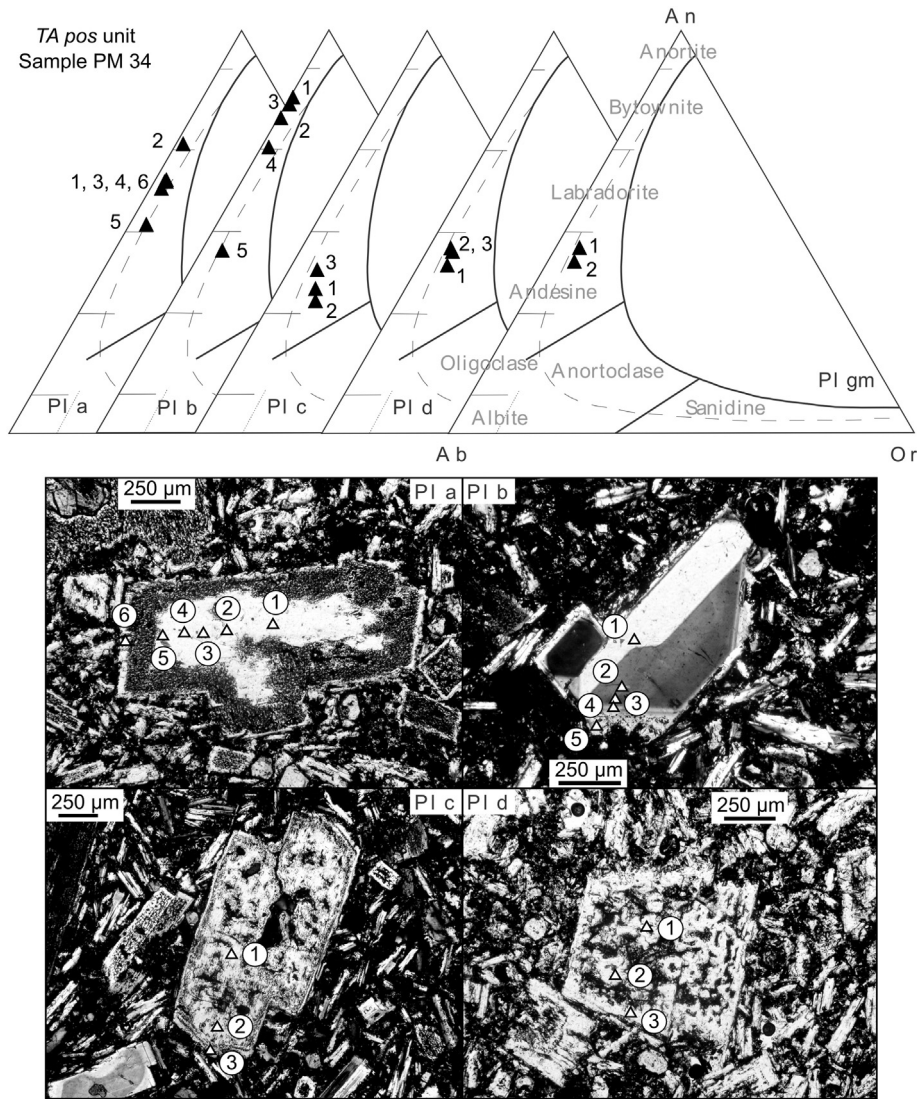 TA pos unit
Sample PM 34
An
Anortite
Bytownite
Labradorite
Andesine
Oligoclase
Anortoclase
Albite
Sanidine
2
1, 3, 4, 6
5
1
3
2
4
5
3
1
2
2, 3
1
1
2
Pl a
Pl b
Pl c
Pl d
Pl gm
Ab
Or
250 µm
Pl a
6
4
2
1
5
3
Pl b
1
2
4
3
5
250 µm
250 µm
Pl c
1
2
3
Pl d
250 µm
1
2
3